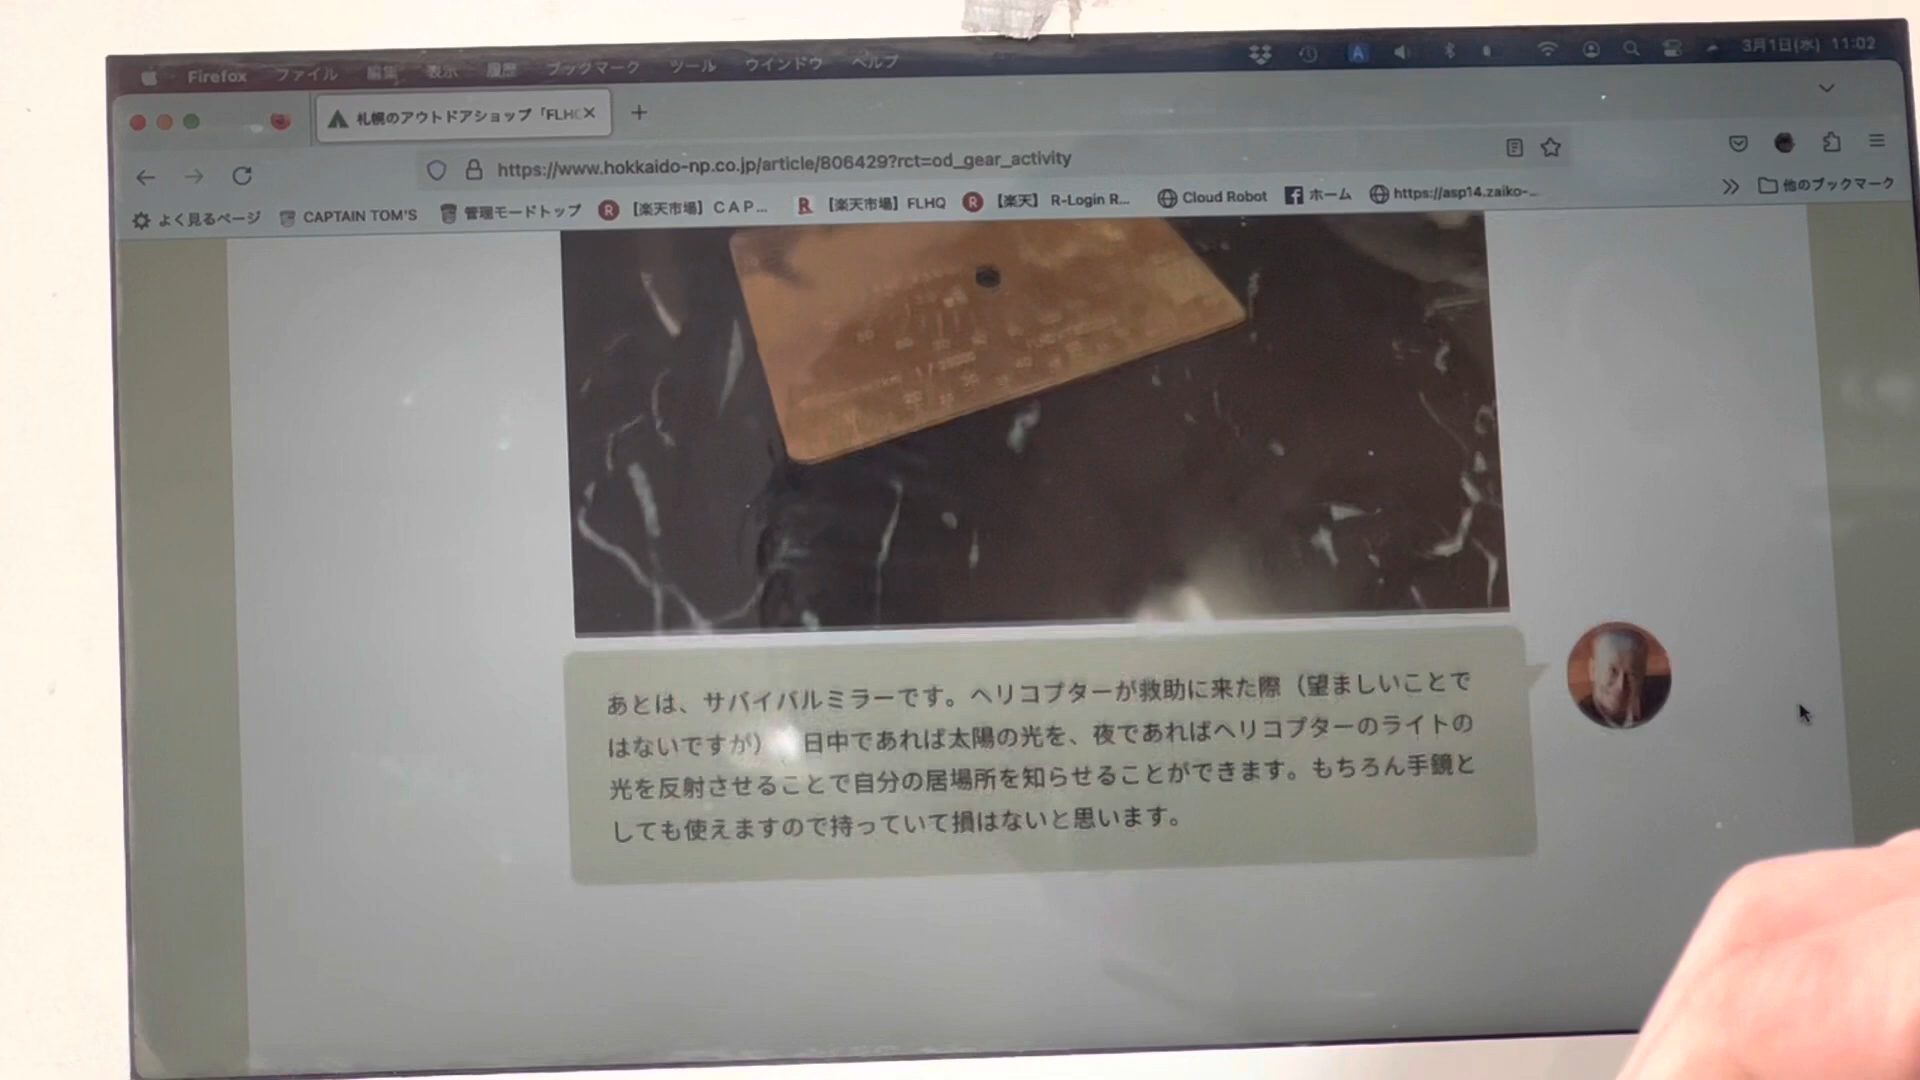 Firefox ファイル 編集 表示 履歴 ブックマーク ツール ウインドウ ヘルプ A 3月1日(水) 11:02
札幌のアウトドアショップ「FLH
https://www.hokkaido-np.co.jp/article/806429?rct=od_gear_activity
よく見るページ CAPTAIN TOM'S 管理モードトップ 【楽天市場】ＣＡＰ... 【楽天市場】FLHQ 【楽天】R-Login R... Cloud Robot ホーム https://asp14.zaiko-... 他のブックマーク
あとは、サバイバルミラーです。ヘリコプターが救助に来た際（望ましいことで
はないですが）、日中であれば太陽の光を、夜であればヘリコプターのライトの
光を反射させることで自分の居場所を知らせることができます。もちろん手鏡と
しても使えますので持っていて損はないと思います。